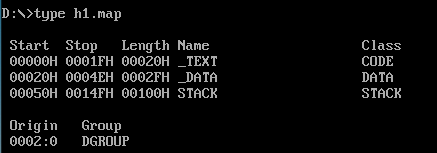 D:\>type h1.map
Start Stop Length Name Class
00000H 0001FH 00020H _TEXT CODE
00020H 0004EH 0002FH _DATA DATA
00050H 0014FH 00100H STACK STACK
Origin Group
0002:0 DGROUP